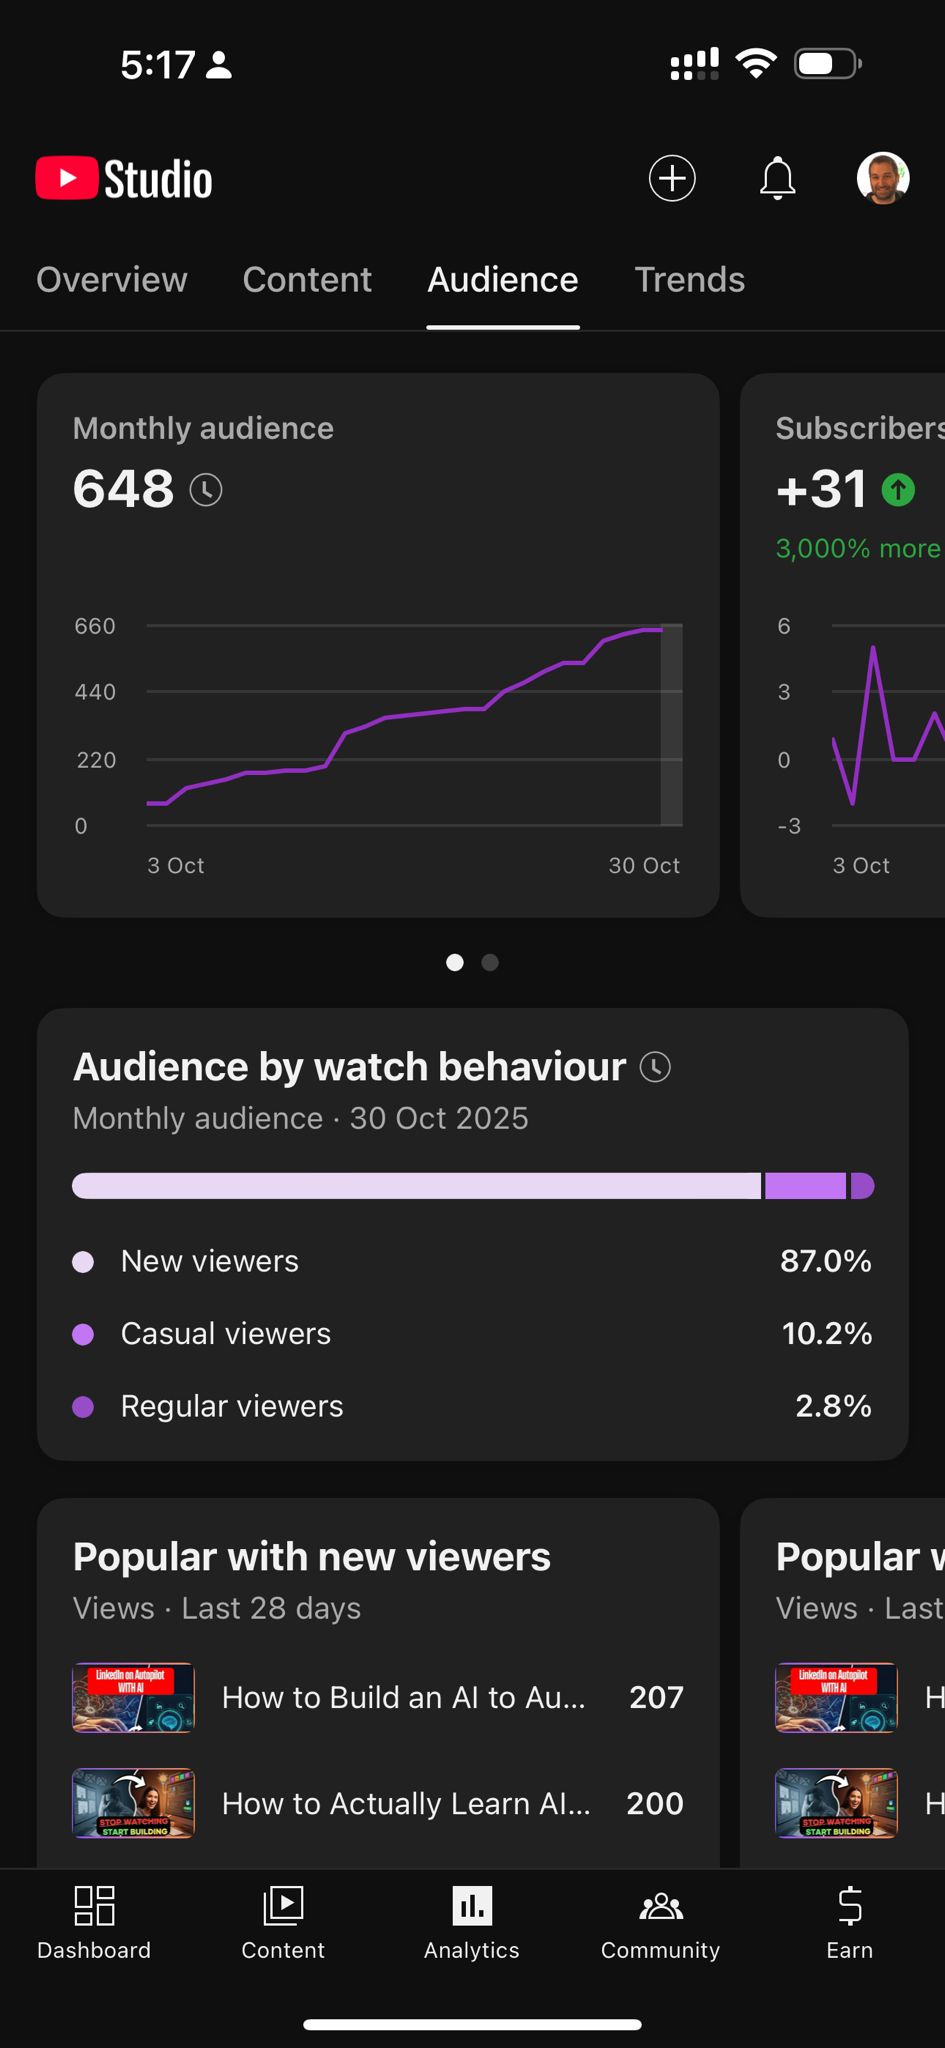 5:17
Studio
Overview Content Audience Trends
Monthly audience
648
660
440
220
0
3 Oct 30 Oct
Subscribers
+31
3,000% more
6
3
0
-3
3 Oct
Audience by watch behaviour
Monthly audience · 30 Oct 2025
New viewers 87.0%
Casual viewers 10.2%
Regular viewers 2.8%
Popular with new viewers
Views · Last 28 days
LinkedIn on Autopilot
WITH AI
How to Build an AI to Au... 207
STOP WATCHING
START BUILDING
How to Actually Learn AI... 200
Popular w
Views · Last
LinkedIn on Autopilot
WITH AI
H
STOP WATCHING
START BUILDING
H
Dashboard Content Analytics Community Earn